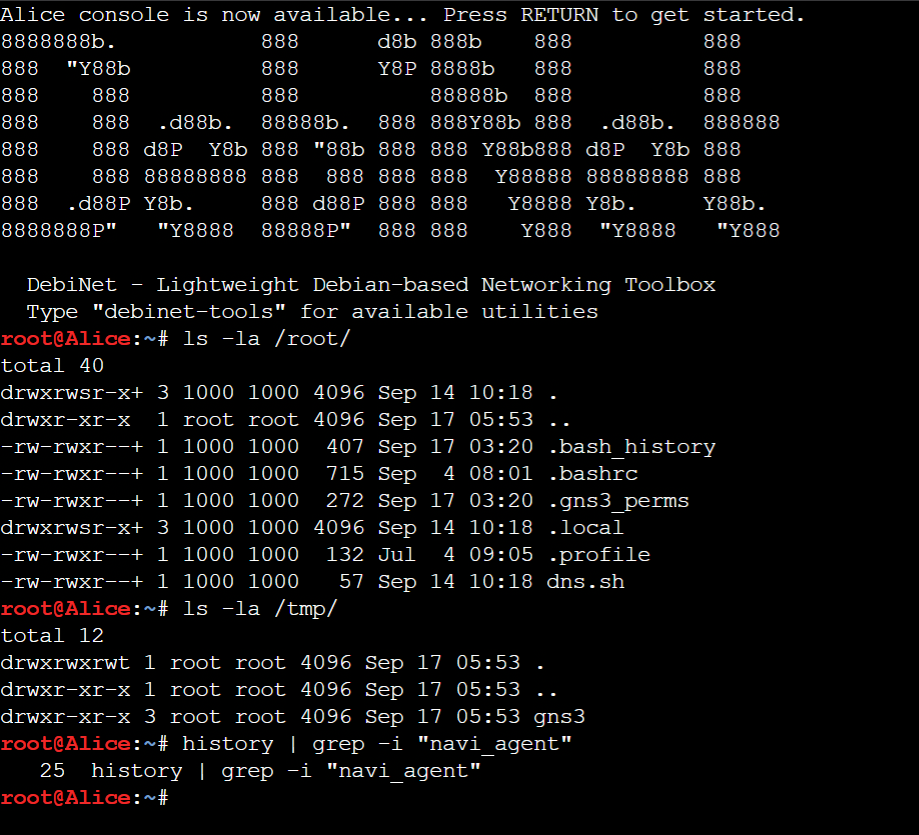 Alice console is now available... Press RETURN to get started.
8888888b.           888      d8b 888b    888          888
888  "Y88b          888      Y8P 8888b   888          888
888    888          888          88888b  888          888
888    888  .d88b.  88888b.  888 888Y88b 888  .d88b.  888888
888    888 d8P  Y8b 888 "88b 888 888 Y88b888 d8P  Y8b 888
888    888 88888888 888  888 888 888  Y88888 88888888 888
888  .d88P Y8b.     888 d88P 888 888   Y8888 Y8b.     Y88b.
8888888P"   "Y8888  88888P"  888 888    Y888  "Y8888   "Y888
  DebiNet - Lightweight Debian-based Networking Toolbox
  Type "debinet-tools" for available utilities
root@Alice:~# ls -la /root/
total 40
drwxrwsr-x+ 3 1000 1000 4096 Sep 14 10:18 .
drwxr-xr-x  1 root root 4096 Sep 17 05:53 ..
-rw-rwxr--+ 1 1000 1000  407 Sep 17 03:20 .bash_history
-rw-rwxr--+ 1 1000 1000  715 Sep  4 08:01 .bashrc
-rw-rwxr--+ 1 1000 1000  272 Sep 17 03:20 .gns3_perms
drwxrwsr-x+ 3 1000 1000 4096 Sep 14 10:18 .local
-rw-rwxr--+ 1 1000 1000  132 Jul  4 09:05 .profile
-rw-rwxr--+ 1 1000 1000   57 Sep 14 10:18 dns.sh
root@Alice:~# ls -la /tmp/
total 12
drwxrwxrwt 1 root root 4096 Sep 17 05:53 .
drwxr-xr-x 1 root root 4096 Sep 17 05:53 ..
drwxr-xr-x 3 root root 4096 Sep 17 05:53 gns3
root@Alice:~# history | grep -i "navi_agent"
   25  history | grep -i "navi_agent"
root@Alice:~#